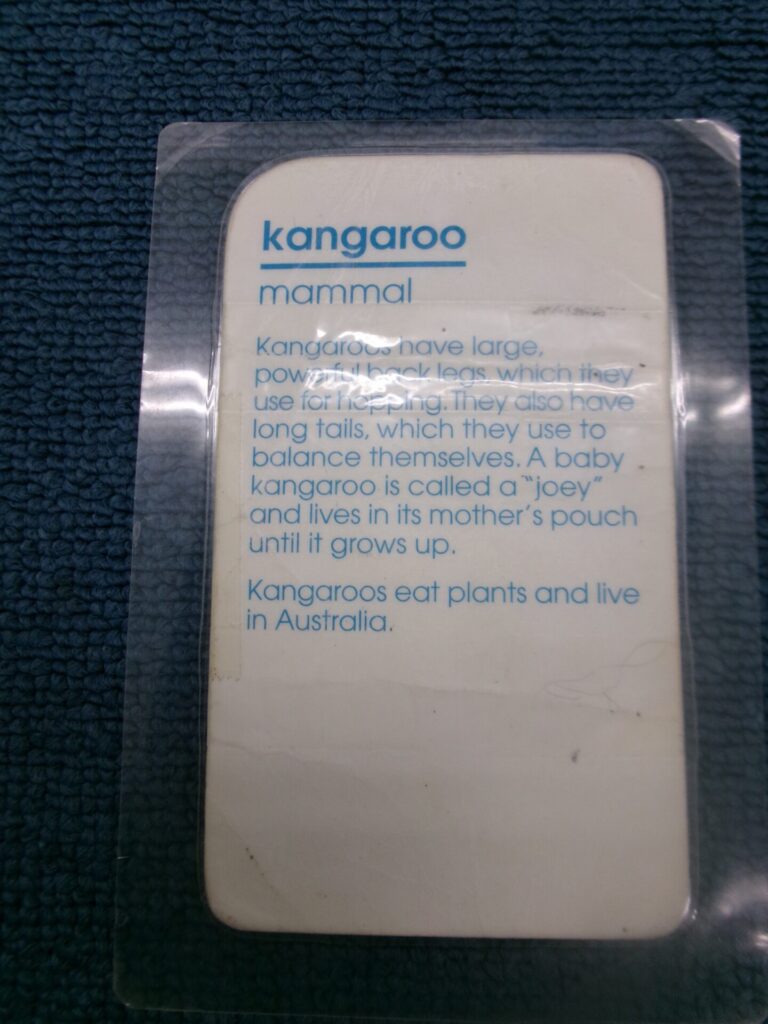 kangaroo
mammal
Kangaroos have large,
powerful back legs, which they
use for hopping. They also have
long tails, which they use to
balance themselves. A baby
kangaroo is called a “joey”
and lives in its mother’s pouch
until it grows up.
Kangaroos eat plants and live
in Australia.